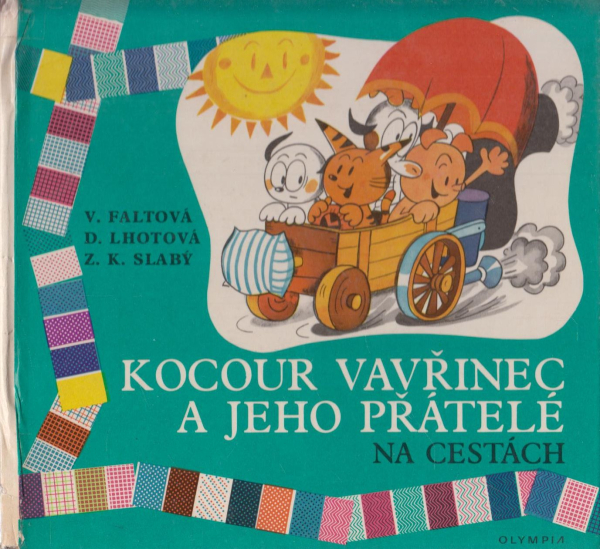 V. FALTOVÁ
D. LHOTOVÁ
Z. K. SLABÝ
KOCOUR VAVŘINEC
A JEHO PŘÁTELÉ
NA CESTÁCH
OLYMPIA